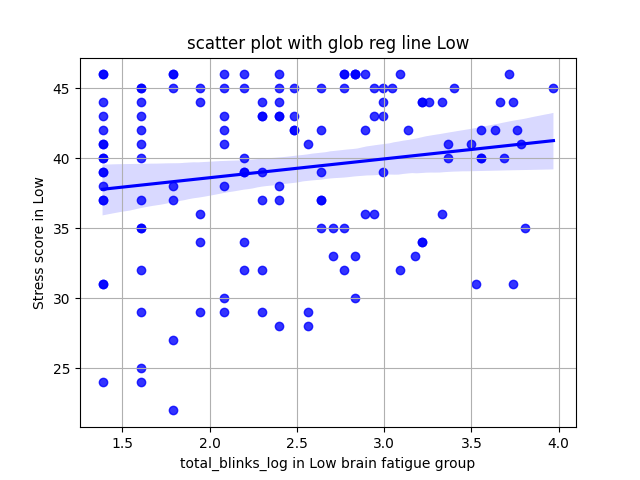 scatter plot with glob reg line Low
Stress score in Low
45
40
35
30
25
1.5 2.0 2.5 3.0 3.5 4.0
total_blinks_log in Low brain fatigue group